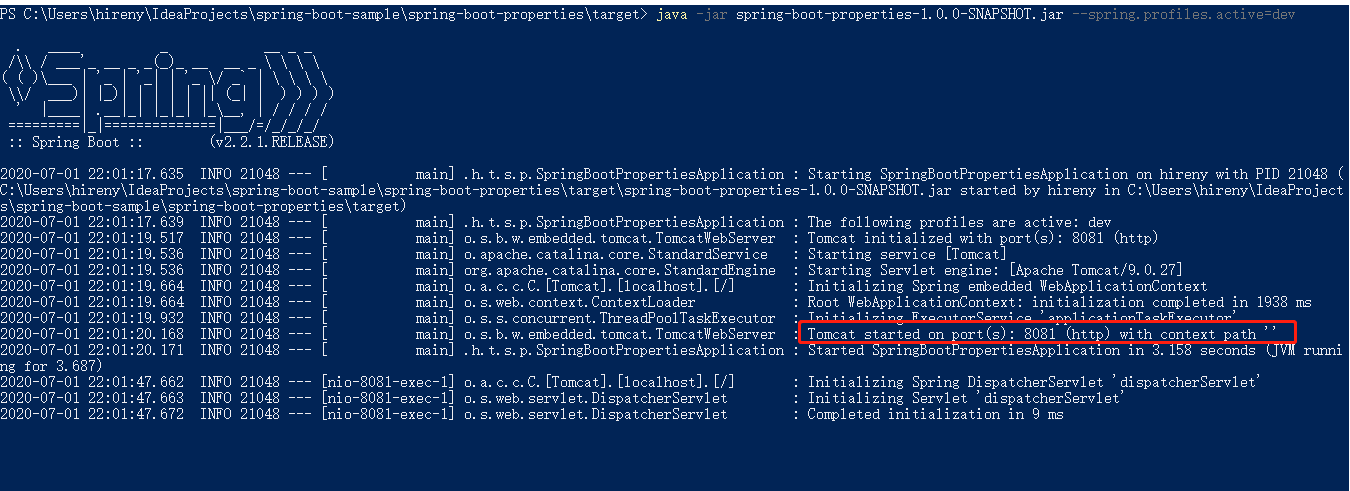 PS C:\Users\hireny\IdeaProjects\spring-boot-sample\spring-boot-properties\target> java -jar spring-boot-properties-1.0.0-SNAPSHOT.jar --spring.profiles.active=dev
  .   ____          _            __ _ _
 /\\ / ___'_ __ _ _(_)_ __  __ _ \ \ \ \
( ( )\___ | '_ | '_| | '_ \/ _` | \ \ \ \
 \\/  ___)| |_)| | | | | || (_| |  ) ) ) )
  '  |____| .__|_| |_|_| |_\__, | / / / /
 =========|_|==============|___/=/_/_/_/
 :: Spring Boot ::        (v2.2.1.RELEASE)
2020-07-01 22:01:17.635  INFO 21048 --- [           main] .h.t.s.p.SpringBootPropertiesApplication : Starting SpringBootPropertiesApplication on hireny with PID 21048 (
C:\Users\hireny\IdeaProjects\spring-boot-sample\spring-boot-properties\target\spring-boot-properties-1.0.0-SNAPSHOT.jar started by hireny in C:\Users\hireny\IdeaProject
s\spring-boot-sample\spring-boot-properties\target)
2020-07-01 22:01:17.639  INFO 21048 --- [           main] .h.t.s.p.SpringBootPropertiesApplication : The following profiles are active: dev
2020-07-01 22:01:19.517  INFO 21048 --- [           main] o.s.b.w.embedded.tomcat.TomcatWebServer  : Tomcat initialized with port(s): 8081 (http)
2020-07-01 22:01:19.536  INFO 21048 --- [           main] o.apache.catalina.core.StandardService   : Starting service [Tomcat]
2020-07-01 22:01:19.536  INFO 21048 --- [           main] org.apache.catalina.core.StandardEngine  : Starting Servlet engine: [Apache Tomcat/9.0.27]
2020-07-01 22:01:19.664  INFO 21048 --- [           main] o.a.c.c.C.[Tomcat].[localhost].[/]       : Initializing Spring embedded WebApplicationContext
2020-07-01 22:01:19.664  INFO 21048 --- [           main] o.s.web.context.ContextLoader            : Root WebApplicationContext: initialization completed in 1938 ms
2020-07-01 22:01:19.932  INFO 21048 --- [           main] o.s.s.concurrent.ThreadPoolTaskExecutor  : Initializing ExecutorService 'applicationTaskExecutor'
2020-07-01 22:01:20.168  INFO 21048 --- [           main] o.s.b.w.embedded.tomcat.TomcatWebServer  : Tomcat started on port(s): 8081 (http) with context path ''
2020-07-01 22:01:20.171  INFO 21048 --- [           main] .h.t.s.p.SpringBootPropertiesApplication : Started SpringBootPropertiesApplication in 3.158 seconds (JVM runni
ng for 3.687)
2020-07-01 22:01:47.662  INFO 21048 --- [nio-8081-exec-1] o.a.c.c.C.[Tomcat].[localhost].[/]       : Initializing Spring DispatcherServlet 'dispatcherServlet'
2020-07-01 22:01:47.663  INFO 21048 --- [nio-8081-exec-1] o.s.web.servlet.DispatcherServlet        : Initializing Servlet 'dispatcherServlet'
2020-07-01 22:01:47.672  INFO 21048 --- [nio-8081-exec-1] o.s.web.servlet.DispatcherServlet        : Completed initialization in 9 ms